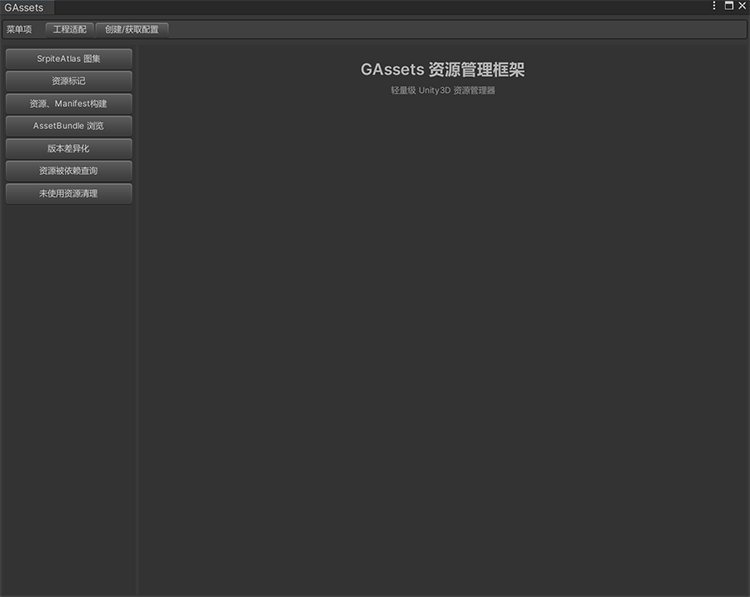 GAssets
菜单项 工程适配 创建/获取配置
SrpiteAtlas 图集
资源标记
资源、Manifest构建
AssetBundle 浏览
版本差异化
资源被依赖查询
未使用资源清理
GAssets 资源管理框架
轻量级 Unity3D 资源管理器